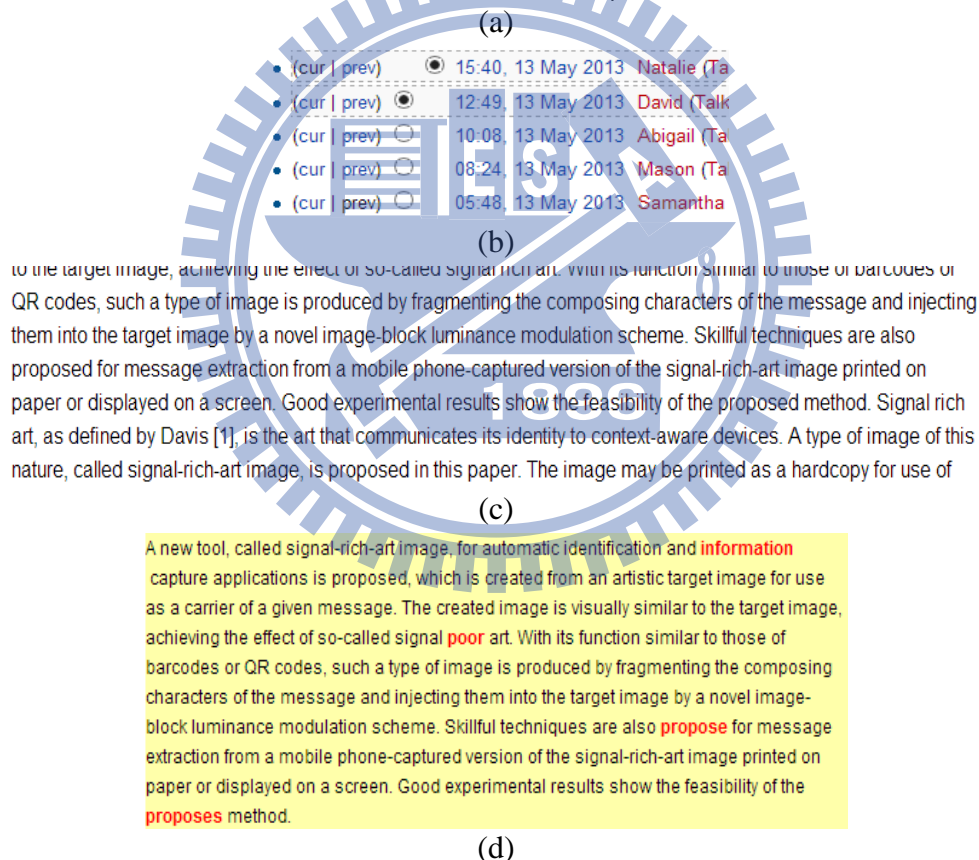 (a)
(cur | prev) 15:40, 13 May 2013 Natalie (Ta
(cur | prev) 12:49, 13 May 2013 David (Talk
(cur | prev) 10:08, 13 May 2013 Abigail (Ta
(cur | prev) 08:24, 13 May 2013 Mason (Ta
(cur | prev) 05:48, 13 May 2013 Samantha
(b)
to the target image, achieving the effect of so-called signal rich art. With its function similar to those of barcodes or
QR codes, such a type of image is produced by fragmenting the composing characters of the message and injecting
them into the target image by a novel image-block luminance modulation scheme. Skillful techniques are also
proposed for message extraction from a mobile phone-captured version of the signal-rich-art image printed on
paper or displayed on a screen. Good experimental results show the feasibility of the proposed method. Signal rich
art, as defined by Davis [1], is the art that communicates its identity to context-aware devices. A type of image of this
nature, called signal-rich-art image, is proposed in this paper. The image may be printed as a hardcopy for use of
(c)
A new tool, called signal-rich-art image, for automatic identification and information
capture applications is proposed, which is created from an artistic target image for use
as a carrier of a given message. The created image is visually similar to the target image,
achieving the effect of so-called signal poor art. With its function similar to those of
barcodes or QR codes, such a type of image is produced by fragmenting the composing
characters of the message and injecting them into the target image by a novel image-
block luminance modulation scheme. Skillful techniques are also propose for message
extraction from a mobile phone-captured version of the signal-rich-art image printed on
paper or displayed on a screen. Good experimental results show the feasibility of the
proposes method.
(d)
ESA
8
1896